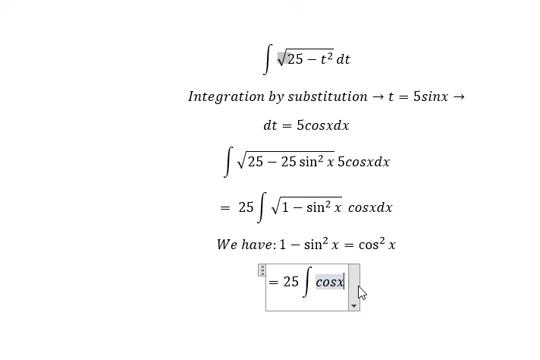 ∫ √25 − t² dt
Integration by substitution → t = 5sinx →
dt = 5cosxdx
∫ √25 − 25 sin² x 5cosxdx
= 25 ∫ √1 − sin² x cosxdx
We have: 1 − sin² x = cos² x
= 25 ∫ cosx